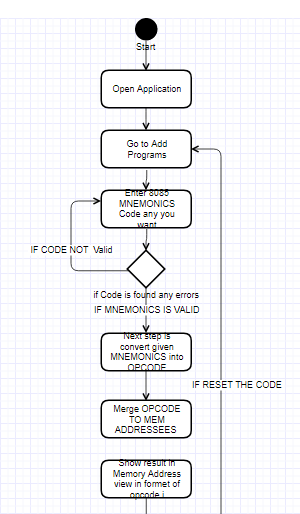 Start
Open Application
Go to Add
Programs
Enter 8085
MNEMONICS
Code any you
want
IF CODE NOT Valid
if Code is found any errors
IF MNEMONICS IS VALID
Next step is
convert given
MNEMONICS into
OPCODE
IF RESET THE CODE
Merge OPCODE
TO MEM
ADDRESSEES
Show result in
Memory Address
view in formet of
opcode i